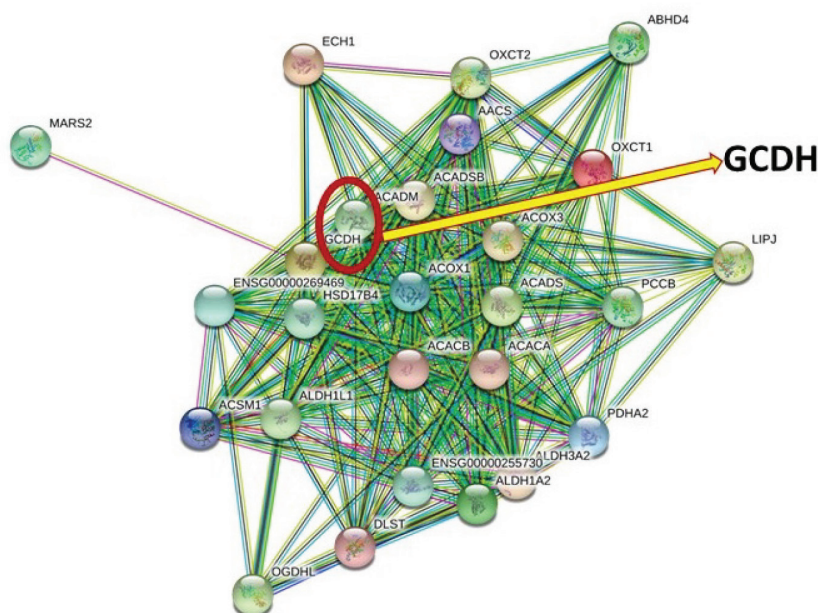 ABHD4
ECH1
OXCT2
AACS
MARS2
OXCT1
GCDH
ACADSB
ACADM
ACOX3
GCDH
LIPJ
ENSG00000269469
ACOX1
HSD17B4
ACADS
PCCB
ACACB
ACACA
ACSM1
ALDH1L1
PDHA2
ENSG00000255730
ALDH3A2
ALDH1A2
DLST
OGDHL